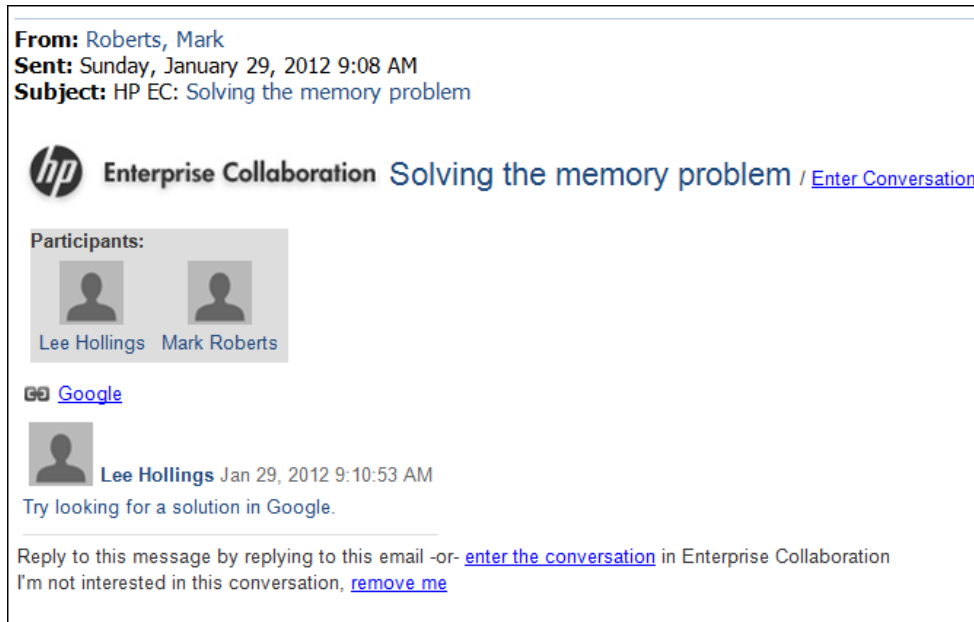 From: Roberts, Mark
Sent: Sunday, January 29, 2012 9:08 AM
Subject: HP EC: Solving the memory problem
hp Enterprise Collaboration Solving the memory problem / Enter Conversation
Participants:
Lee Hollings Mark Roberts
Google
Lee Hollings Jan 29, 2012 9:10:53 AM
Try looking for a solution in Google.
Reply to this message by replying to this email -or- enter the conversation in Enterprise Collaboration
I'm not interested in this conversation, remove me